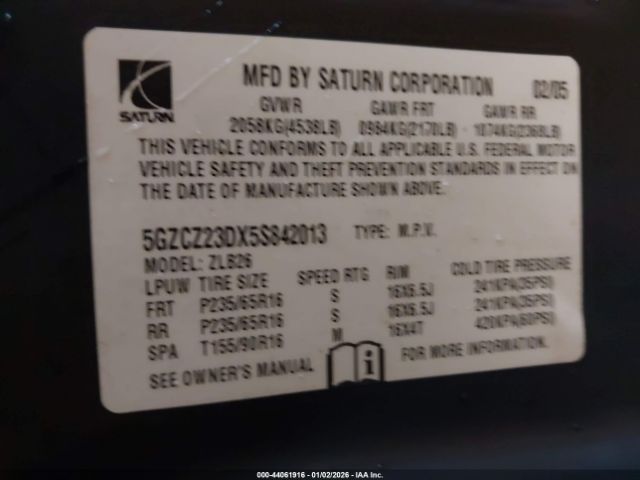 MFD BY SATURN CORPORATION 02/05
SATURN
GVWR GAWR FRT GAWR RR
2058KG(4538LB) 0984KG(2170LB) 1074KG(2368LB)
THIS VEHICLE CONFORMS TO ALL APPLICABLE U.S. FEDERAL MOTOR
VEHICLE SAFETY AND THEFT PREVENTION STANDARDS IN EFFECT ON
THE DATE OF MANUFACTURE SHOWN ABOVE.
5GZCZ23DX5S842013 TYPE: M.P.V.
MODEL: ZLB26
LPUW TIRE SIZE SPEED RTG RIM COLD TIRE PRESSURE
FRT P235/65R16 S 16X6.5J 241KPA(35PSI)
RR P235/65R16 S 16X6.5J 241KPA(35PSI)
SPA T155/90R16 M 16X4T 420KPA(60PSI)
SEE OWNER'S MANUAL i FOR MORE INFORMATION.
000-44061916 - 01/02/2026 - IAA Inc.